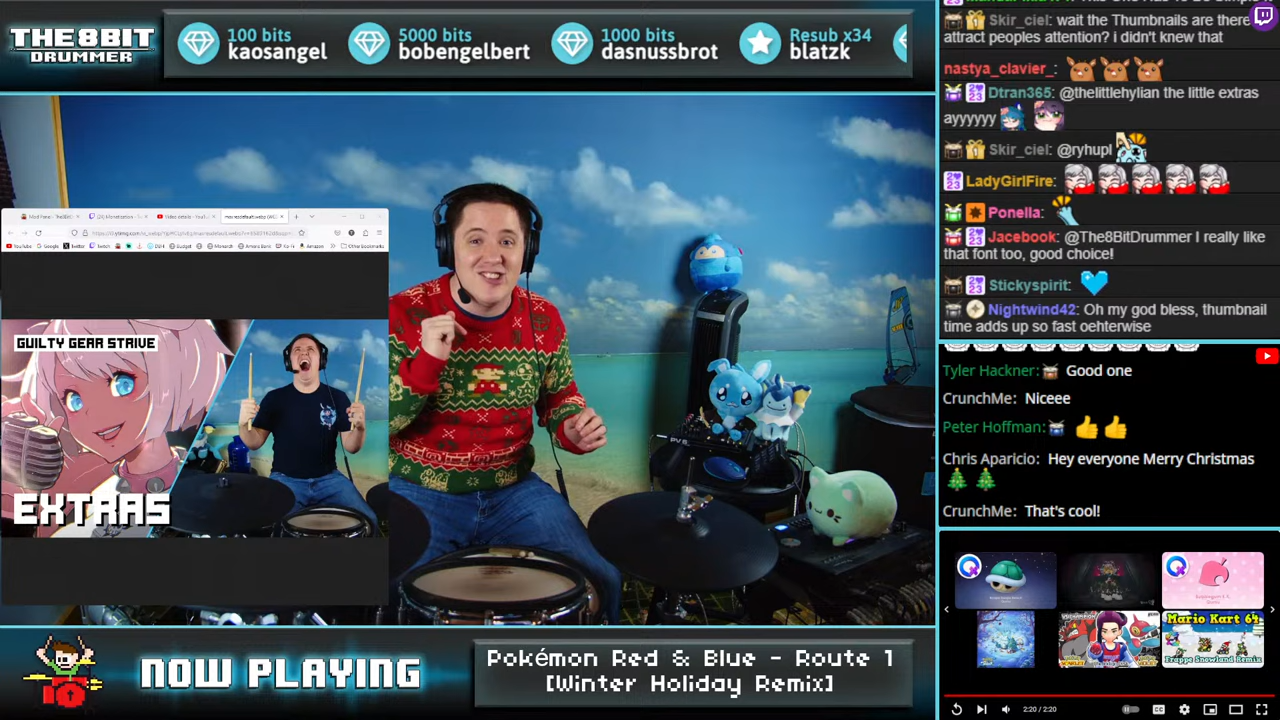 THE8BIT
DRUMMER
100 bits
kaosangel
5000 bits
bobengelbert
1000 bits
dasnussbrot
Resub x34
blatzk
Skir_ciel: wait the Thumbnails are there
attract peoples attention? i didn't knew that
nastya_clavier_:
Dtran365: @thelittlehylian the little extras
ayyyyyy
Skir_ciel: @ryhupl
LadyGirlFire:
Ponella:
Jacebook: @The8BitDrummer I really like
that font too, good choice!
Stickyspirit:
Nightwind42: Oh my god bless, thumbnail
time adds up so fast oehterwise
Tyler Hackner: Good one
CrunchMe: Niceee
Peter Hoffman:
Chris Aparicio: Hey everyone Merry Christmas
CrunchMe: That's cool!
GUILTY GEAR STRIVE
EXTRAS
Mario Kart 64
Frappe Snowland Remix
2:20 / 2:20
NOW PLAYING
Pokémon Red & Blue - Route 1
[Winter Holiday Remix]